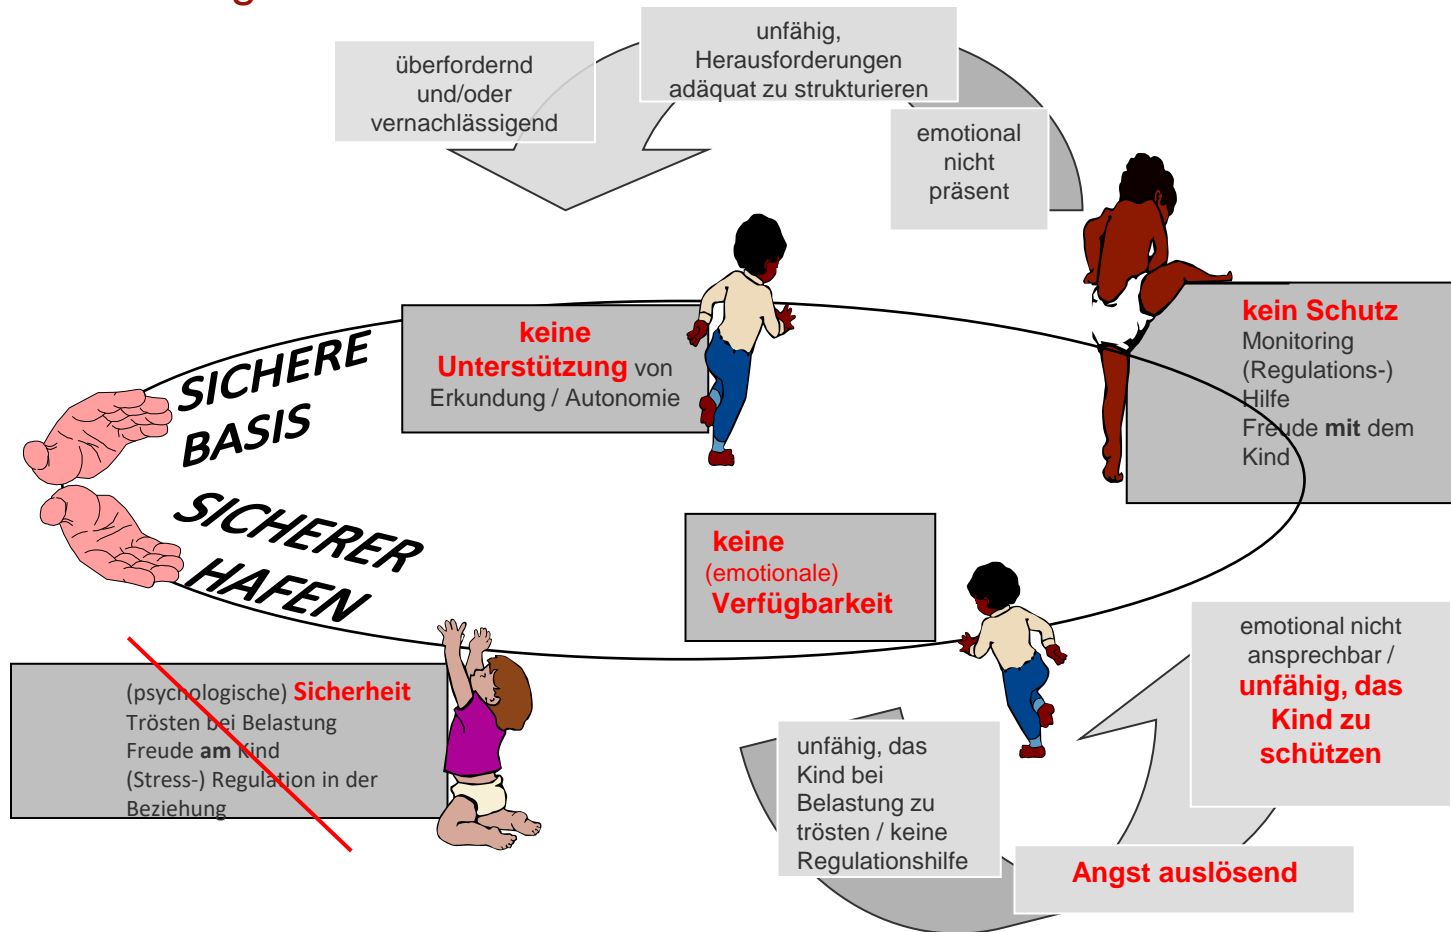 unfähig,
Herausforderungen
adäquat zu strukturieren
überfordernd
und/oder
vernachlässigend
emotional
nicht
präsent
keine
Unterstützung von
Erkundung / Autonomie
kein Schutz
Monitoring
(Regulations-)
Hilfe
Freude mit dem
Kind
SICHERE
BASIS
SICHERER
HAFEN
keine
(emotionale)
Verfügbarkeit
(psychologische) Sicherheit
Trösten bei Belastung
Freude am Kind
(Stress-) Regulation in der
Beziehung
emotional nicht
ansprechbar /
unfähig, das
Kind zu
schützen
unfähig, das
Kind bei
Belastung zu
trösten / keine
Regulationshilfe
Angst auslösend